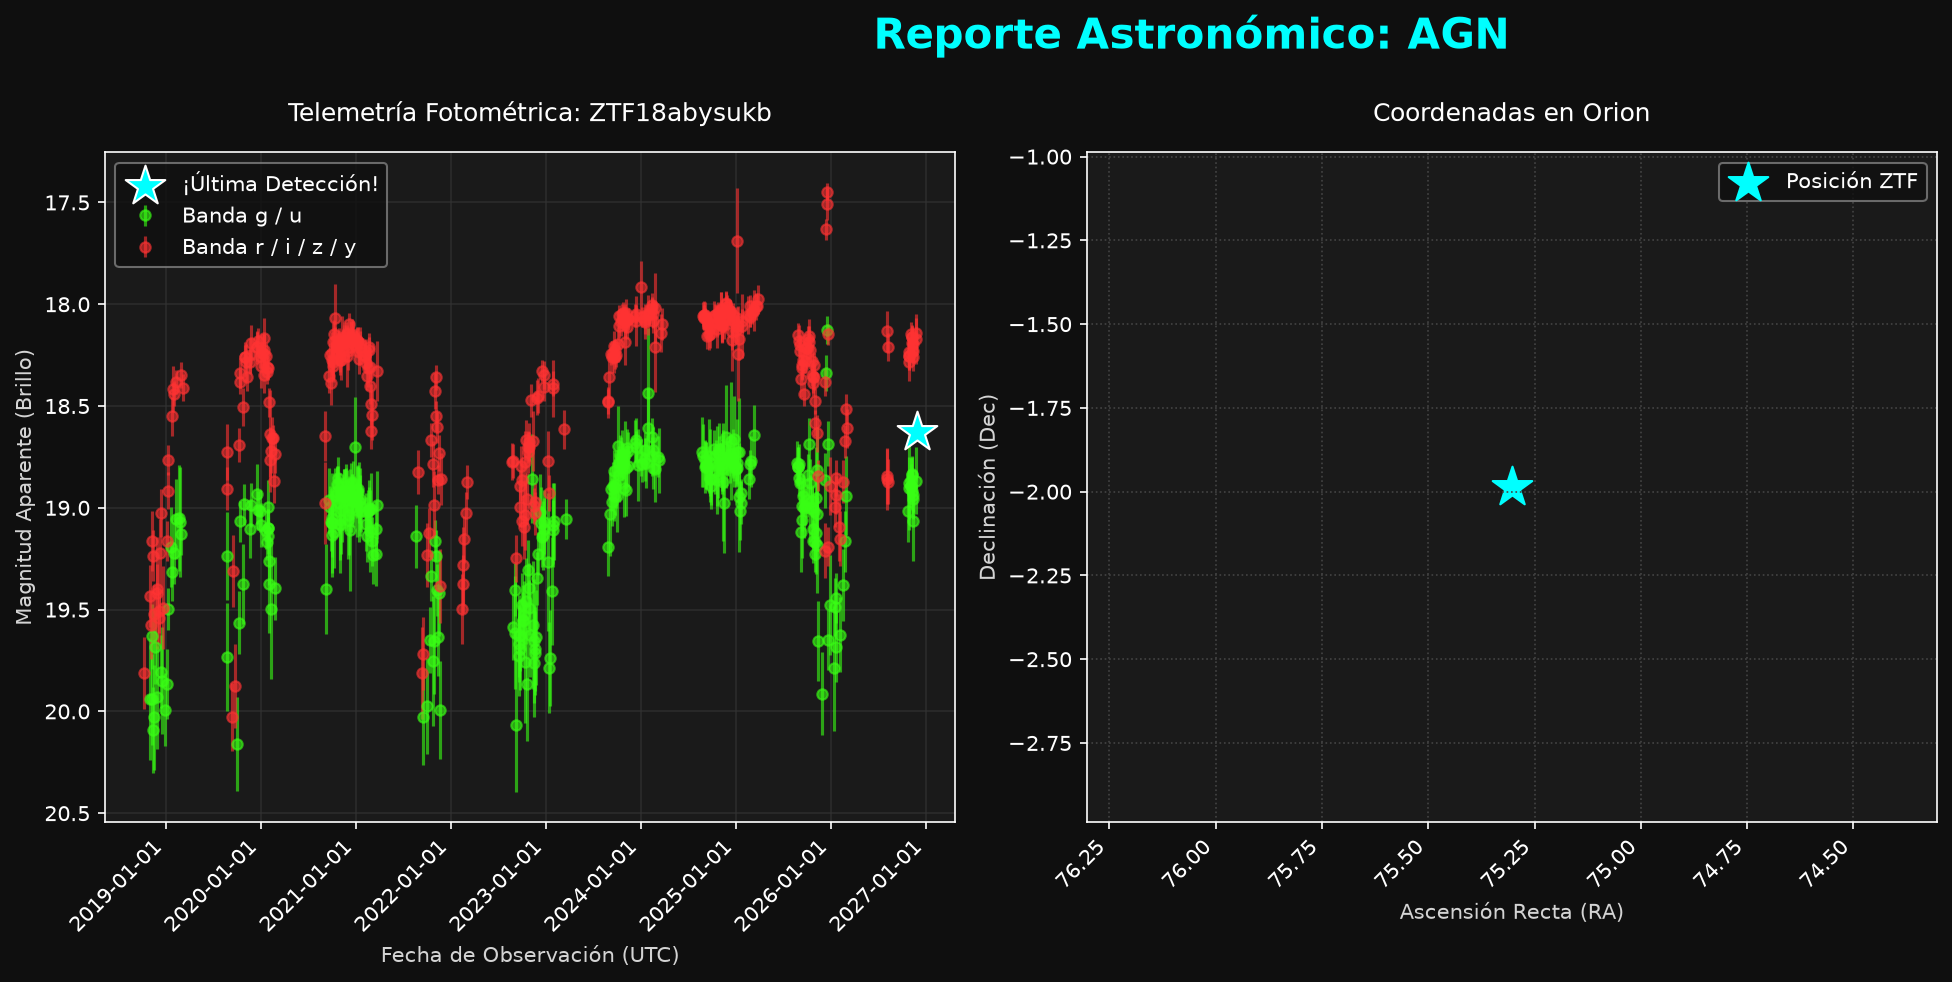 Reporte Astronómico: AGN
Telemetría Fotométrica: ZTF18abysukb
¡Última Detección!
Banda g / u
Banda r / i / z / y
Magnitud Aparente (Brillo)
17.5
18.0
18.5
19.0
19.5
20.0
20.5
2019-01-01
2020-01-01
2021-01-01
2022-01-01
2023-01-01
2024-01-01
2025-01-01
2026-01-01
2027-01-01
Fecha de Observación (UTC)
Coordenadas en Orion
Posición ZTF
Declinación (Dec)
−1.00
−1.25
−1.50
−1.75
−2.00
−2.25
−2.50
−2.75
76.25
76.00
75.75
75.50
75.25
75.00
74.75
74.50
Ascensión Recta (RA)